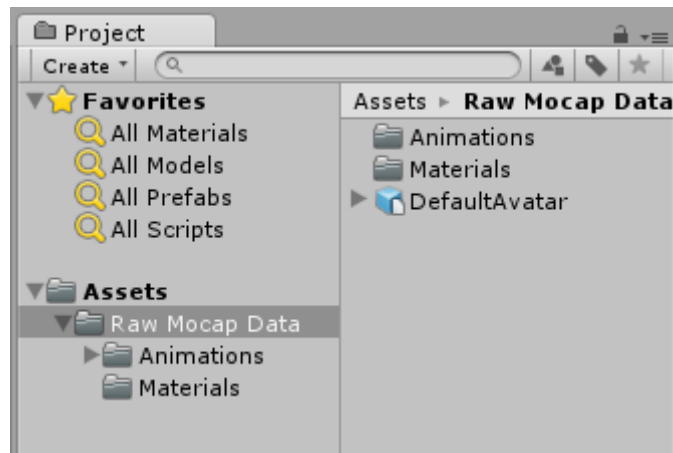 Project
Create
Favorites
All Materials
All Models
All Prefabs
All Scripts
Assets
Raw Mocap Data
Animations
Materials
Assets ▸ Raw Mocap Data
Animations
Materials
DefaultAvatar